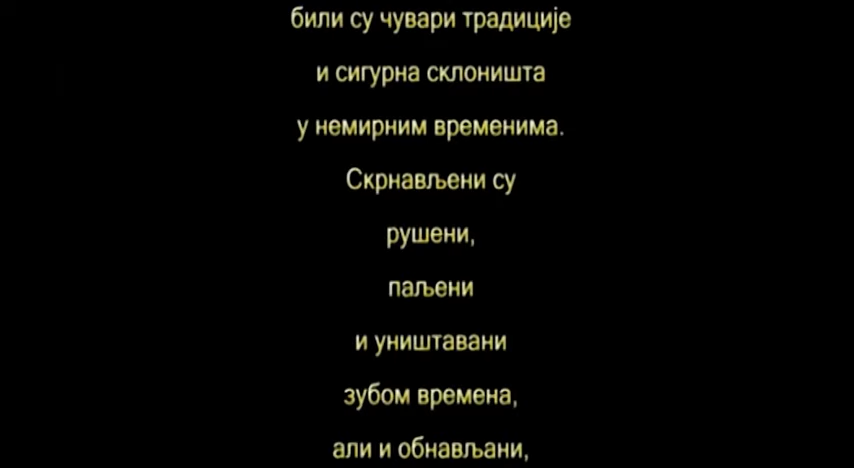 били су чувари традиције
и сигурна склоништа
у немирним временима.
Скрнављени су
рушени,
паљени
и уништавани
зубом времена,
али и обнављани,